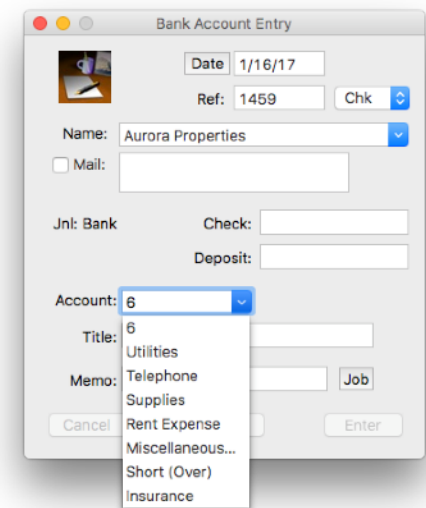 Bank Account Entry
Date 1/16/17
Ref: 1459 Chk
Name: Aurora Properties
Mail:
Jnl: Bank Check:
Deposit:
Account: 6
6
Title:
Utilities
Memo: Telephone Job
Supplies
Cancel Rent Expense Enter
Miscellaneous...
Short (Over)
Insurance